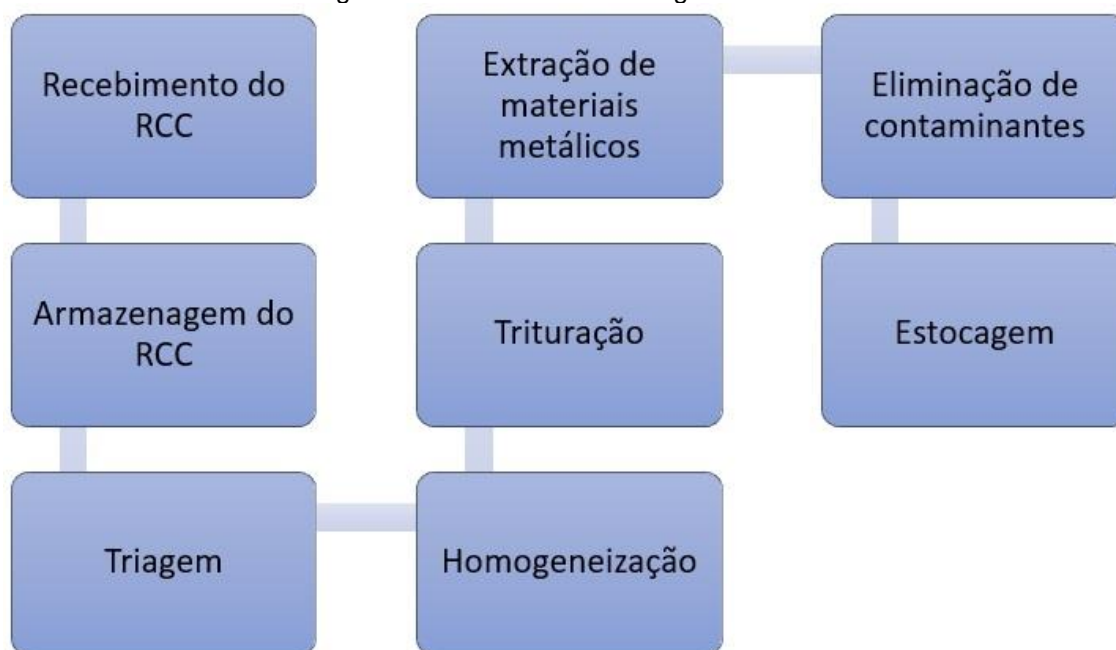 Recebimento do
RCC
Armazenagem do
RCC
Triagem
Homogeneização
Trituração
Extração de
materiais
metálicos
Eliminação de
contaminantes
Estocagem